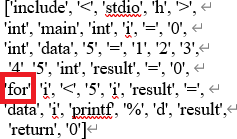 ['include', '<', 'stdio', 'h', '>',
'int', 'main', 'int', 'i', '=', '0',
'int', 'data', '5', '=', '1', '2', '3',
'4', '5', 'int', 'result', '=', '0',
'for', 'i', '<', '5', 'i', 'result', '=',
'data', 'i', 'printf', '%', 'd', 'result',
'return', '0']